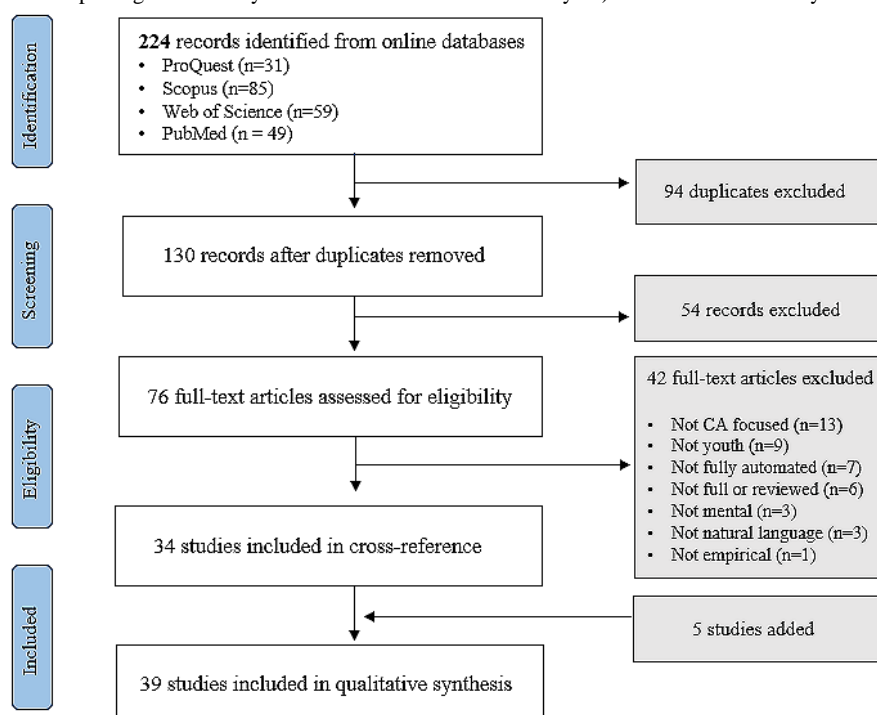 Identification
224 records identified from online databases
• ProQuest (n=31)
• Scopus (n=85)
• Web of Science (n=59)
• PubMed (n = 49)
94 duplicates excluded
Screening
130 records after duplicates removed
54 records excluded
Eligibility
76 full-text articles assessed for eligibility
42 full-text articles excluded
• Not CA focused (n=13)
• Not youth (n=9)
• Not fully automated (n=7)
• Not full or reviewed (n=6)
• Not mental (n=3)
• Not natural language (n=3)
• Not empirical (n=1)
34 studies included in cross-reference
Included
5 studies added
39 studies included in qualitative synthesis